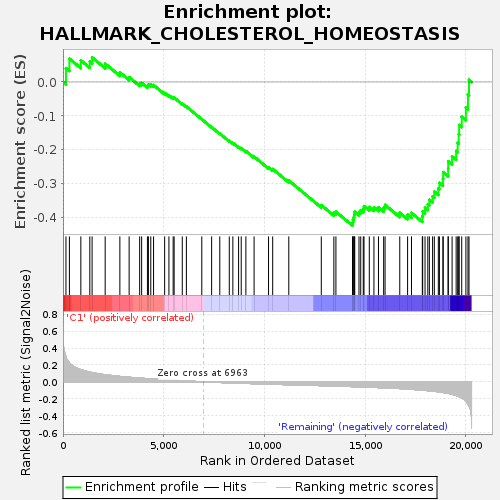 Enrichment plot:
HALLMARK_CHOLESTEROL_HOMEOSTASIS
Enrichment score (ES)
0.0
-0.1
-0.2
-0.3
-0.4
'C1' (positively correlated)
Ranked list metric (Signal2Noise)
0.8
0.6
0.4
0.2
0.0
-0.2
-0.4
-0.6
Zero cross at 6963
'Remaining' (negatively correlated)
0
5,000
10,000
15,000
20,000
Rank in Ordered Dataset
Enrichment profile
Hits
Ranking metric scores